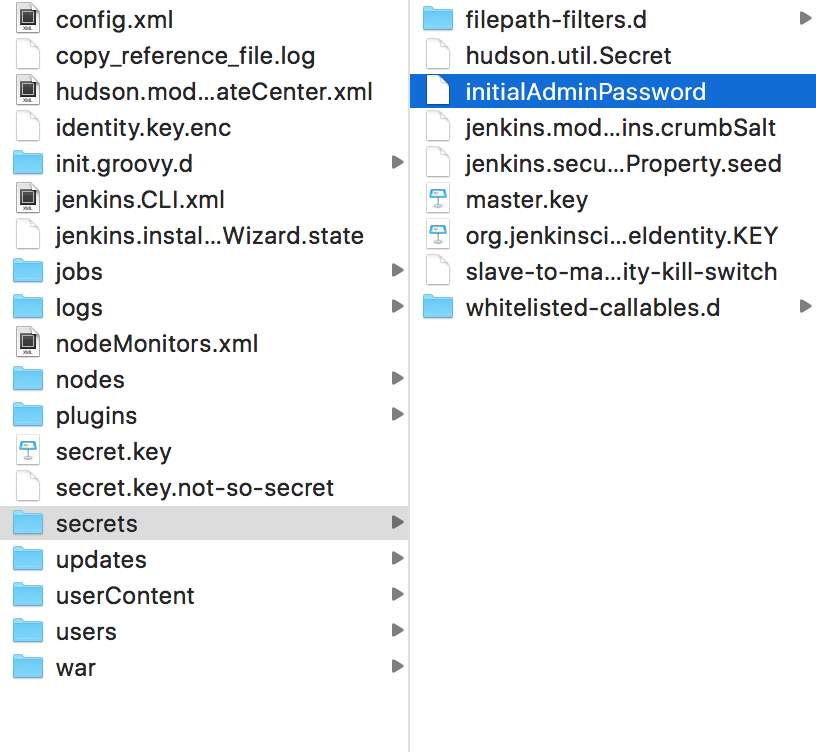 config.xml
copy_reference_file.log
hudson.mod...ateCenter.xml
identity.key.enc
init.groovy.d
jenkins.CLI.xml
jenkins.instal...Wizard.state
jobs
logs
nodeMonitors.xml
nodes
plugins
secret.key
secret.key.not-so-secret
secrets
updates
userContent
users
war
filepath-filters.d
hudson.util.Secret
initialAdminPassword
jenkins.mod...ins.crumbSalt
jenkins.secu...Property.seed
master.key
org.jenkinsci...eIdentity.KEY
slave-to-ma...ity-kill-switch
whitelisted-callables.d